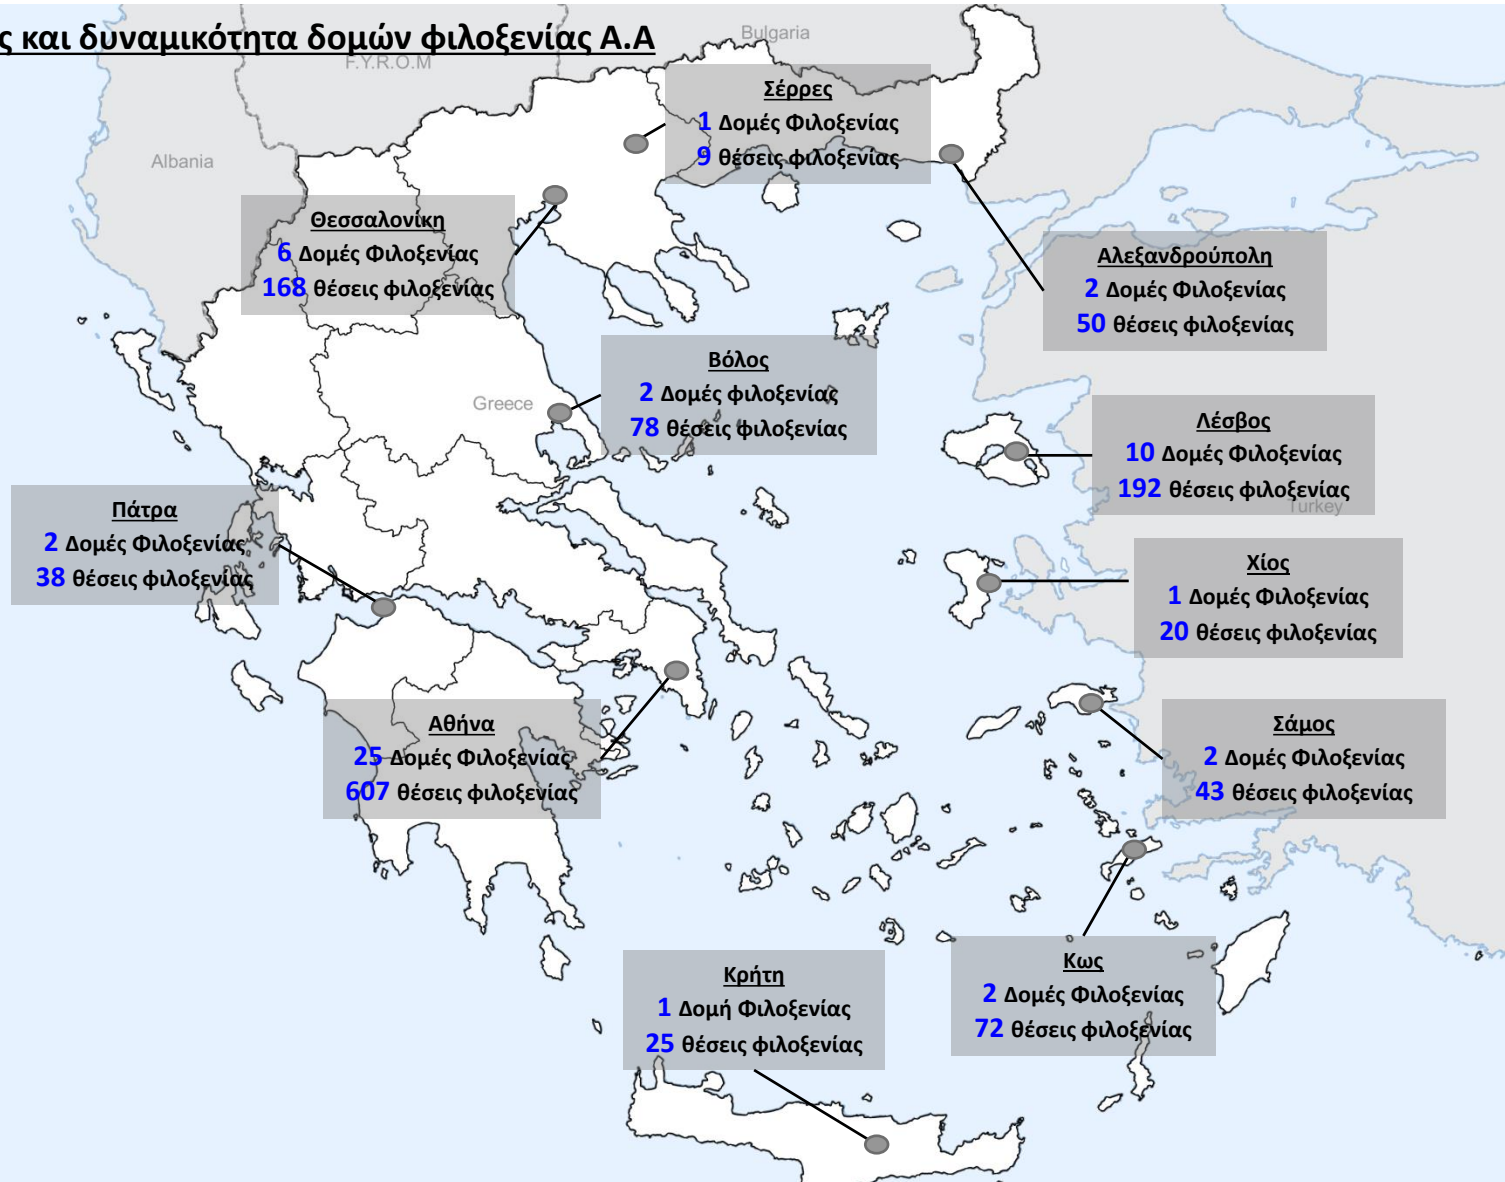 ς και δυναμικότητα δομών φιλοξενίας Α.Α
Bulgaria
F.Y.R.O.M
Albania
Σέρρες
1 Δομές Φιλοξενίας
9 θέσεις φιλοξενίας
Θεσσαλονίκη
6 Δομές Φιλοξενίας
168 θέσεις φιλοξενίας
Αλεξανδρούπολη
2 Δομές Φιλοξενίας
50 θέσεις φιλοξενίας
Βόλος
2 Δομές φιλοξενίας
78 θέσεις φιλοξενίας
Greece
Λέσβος
10 Δομές Φιλοξενίας
192 θέσεις φιλοξενίας
Turkey
Πάτρα
2 Δομές Φιλοξενίας
38 θέσεις φιλοξενίας
Χίος
1 Δομές Φιλοξενίας
20 θέσεις φιλοξενίας
Αθήνα
25 Δομές Φιλοξενίας
607 θέσεις φιλοξενίας
Σάμος
2 Δομές Φιλοξενίας
43 θέσεις φιλοξενίας
Κρήτη
1 Δομή Φιλοξενίας
25 θέσεις φιλοξενίας
Κως
2 Δομές Φιλοξενίας
72 θέσεις φιλοξενίας